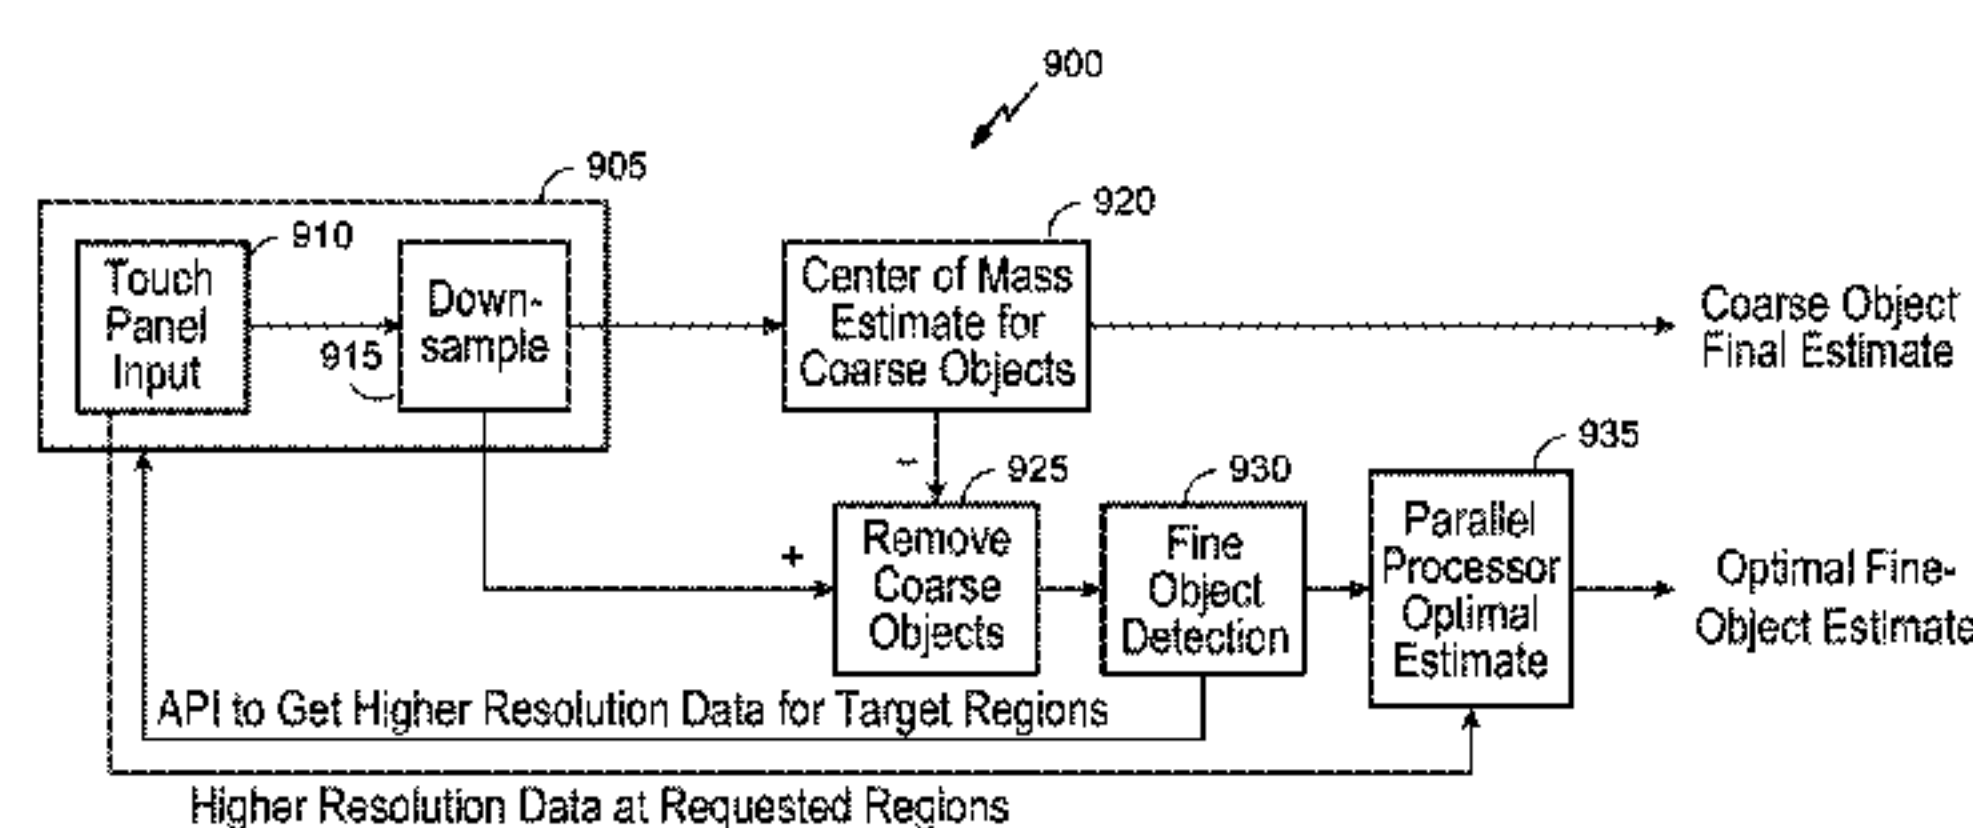 900
905
910
Touch
Panel
Input
915
Down-
sample
920
Center of Mass
Estimate for
Coarse Objects
Coarse Object
Final Estimate
-
+
925
Remove
Coarse
Objects
930
Fine
Object
Detection
935
Parallel
Processor
Optimal
Estimate
Optimal Fine-
Object Estimate
API to Get Higher Resolution Data for Target Regions
Higher Resolution Data at Requested Regions